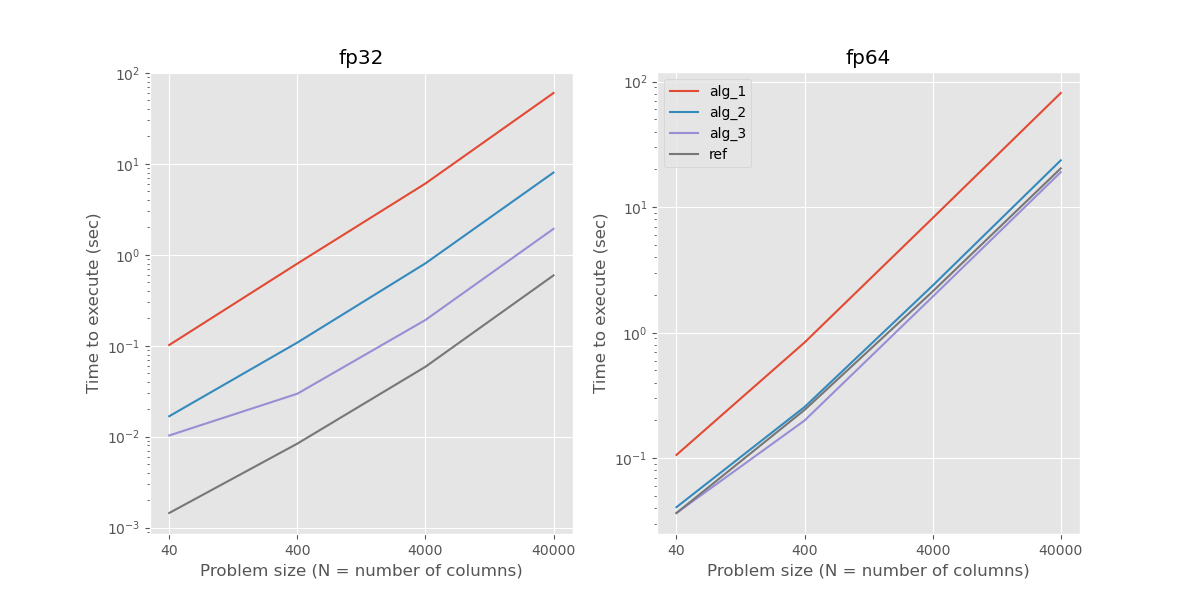 fp32
10²
10¹
10⁰
10⁻¹
10⁻²
10⁻³
Time to execute (sec)
40
400
4000
40000
Problem size (N = number of columns)
fp64
alg_1
alg_2
alg_3
ref
10²
10¹
10⁰
10⁻¹
Time to execute (sec)
40
400
4000
40000
Problem size (N = number of columns)